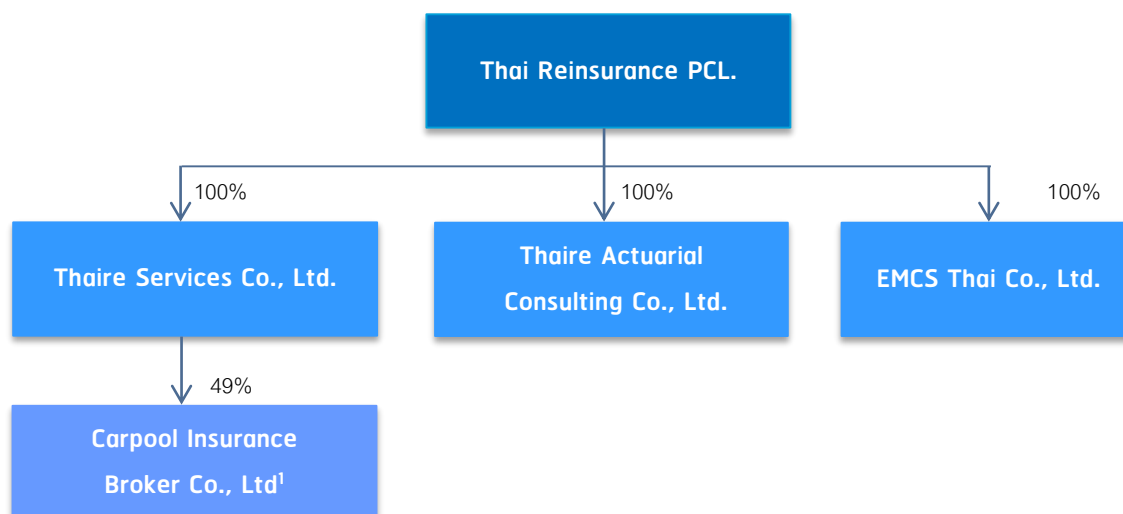 Thai Reinsurance PCL.
100%
100%
100%
Thaire Services Co., Ltd.
Thaire Actuarial
Consulting Co., Ltd.
EMCS Thai Co., Ltd.
49%
Carpool Insurance
Broker Co., Ltd¹